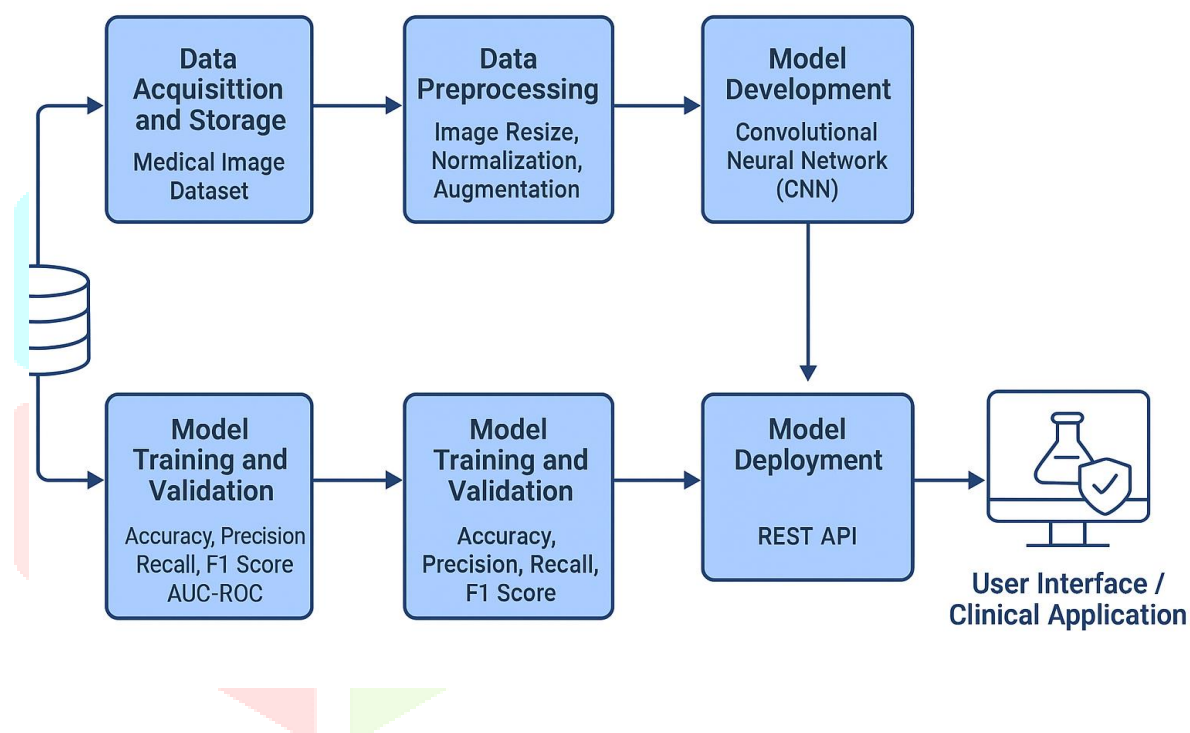 Data
Acquisittion
and Storage
Medical Image
Dataset
Data
Preprocessing
Image Resize,
Normalization,
Augmentation
Model
Development
Convolutional
Neural Network
(CNN)
Model
Training and
Validation
Accuracy, Precision
Recall, F1 Score
AUC-ROC
Model
Training and
Validation
Accuracy,
Precision, Recall,
F1 Score
Model
Deployment
REST API
User Interface /
Clinical Application